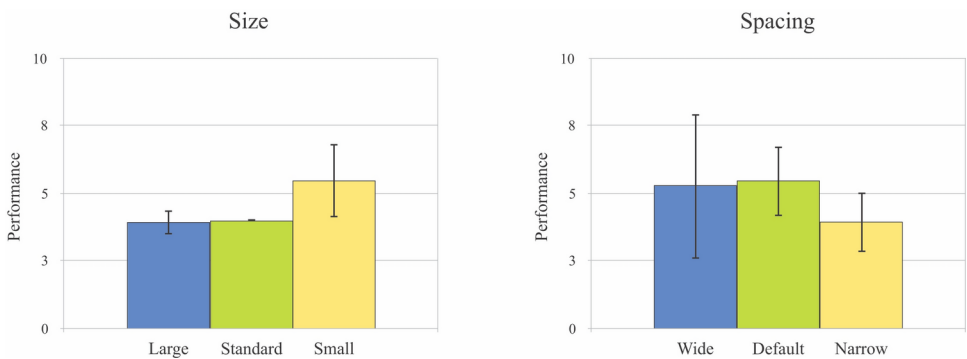 Size
10
8
5
3
0
Performance
Large Standard Small
Spacing
10
8
5
3
0
Performance
Wide Default Narrow